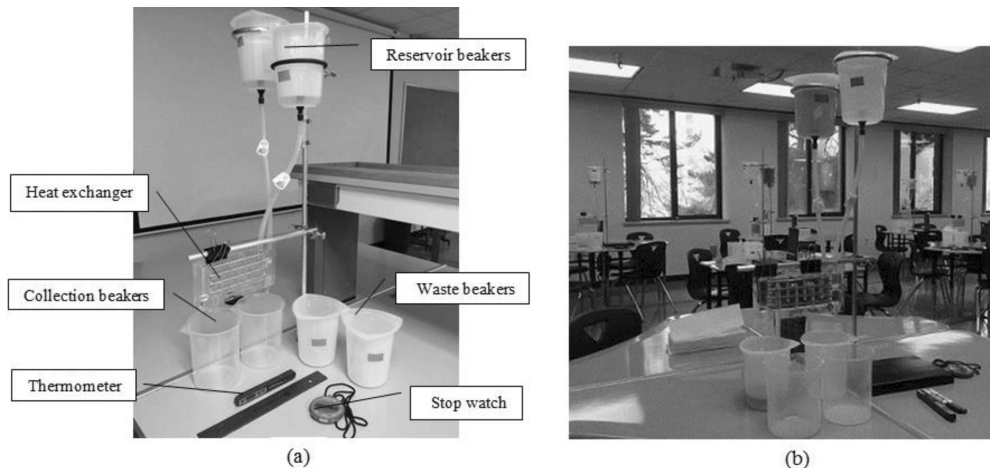 Reservoir beakers
Heat exchanger
Collection beakers
Waste beakers
Thermometer
Stop watch
(a)
(b)